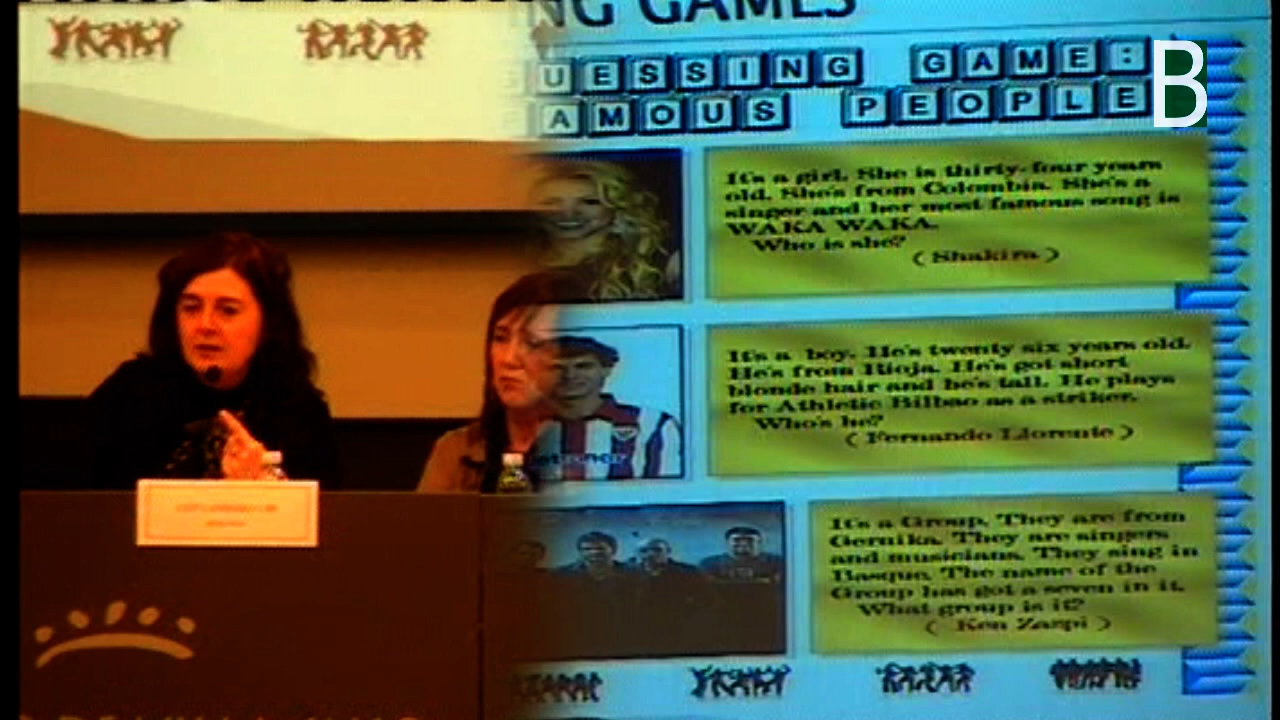 NG GAMES
B
UESSING GAME:
AMOUS PEOPLE
It's a girl. She is thirty-four years
old. She's from Colombia. She's a
singer and her most famous song is
WAKA WAKA.
Who is she?
( Shakira )
It's a boy. He's twenty six years old.
He's from Rioja. He's got short
blonde hair and he's tall. He plays
for Athletic Bilbao as a striker.
Who's he?
( Fernando Llorente )
It's a Group. They are from
Gernika. They are singers
and musicians. They sing in
Basque. The name of the
Group has got a seven in it.
What group is it?
( Ken Zazpi )